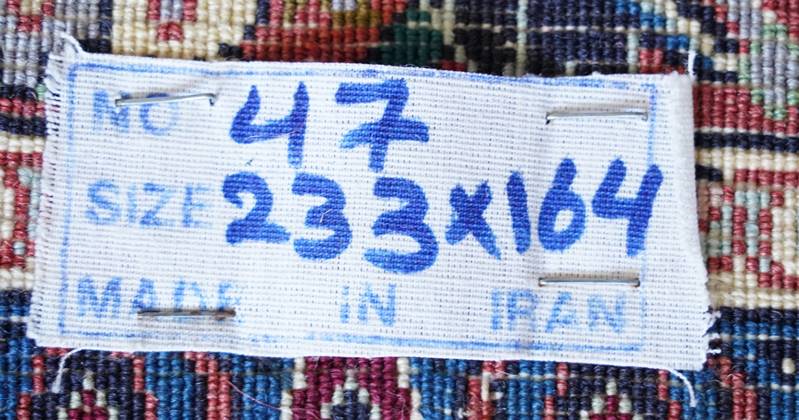 NO 47
SIZE 233x164
MADE IN IRAN